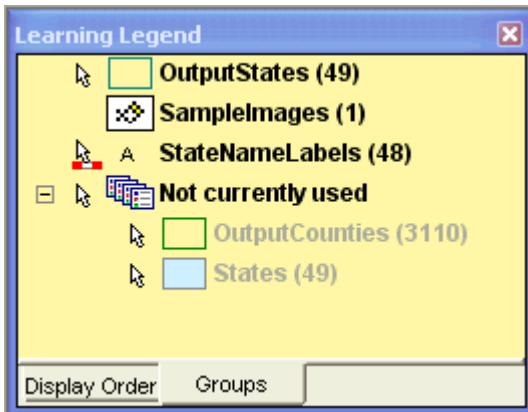 Learning Legend
OutputStates (49)
SampleImages (1)
A StateNameLabels (48)
Not currently used
OutputCounties (3110)
States (49)
Display Order Groups